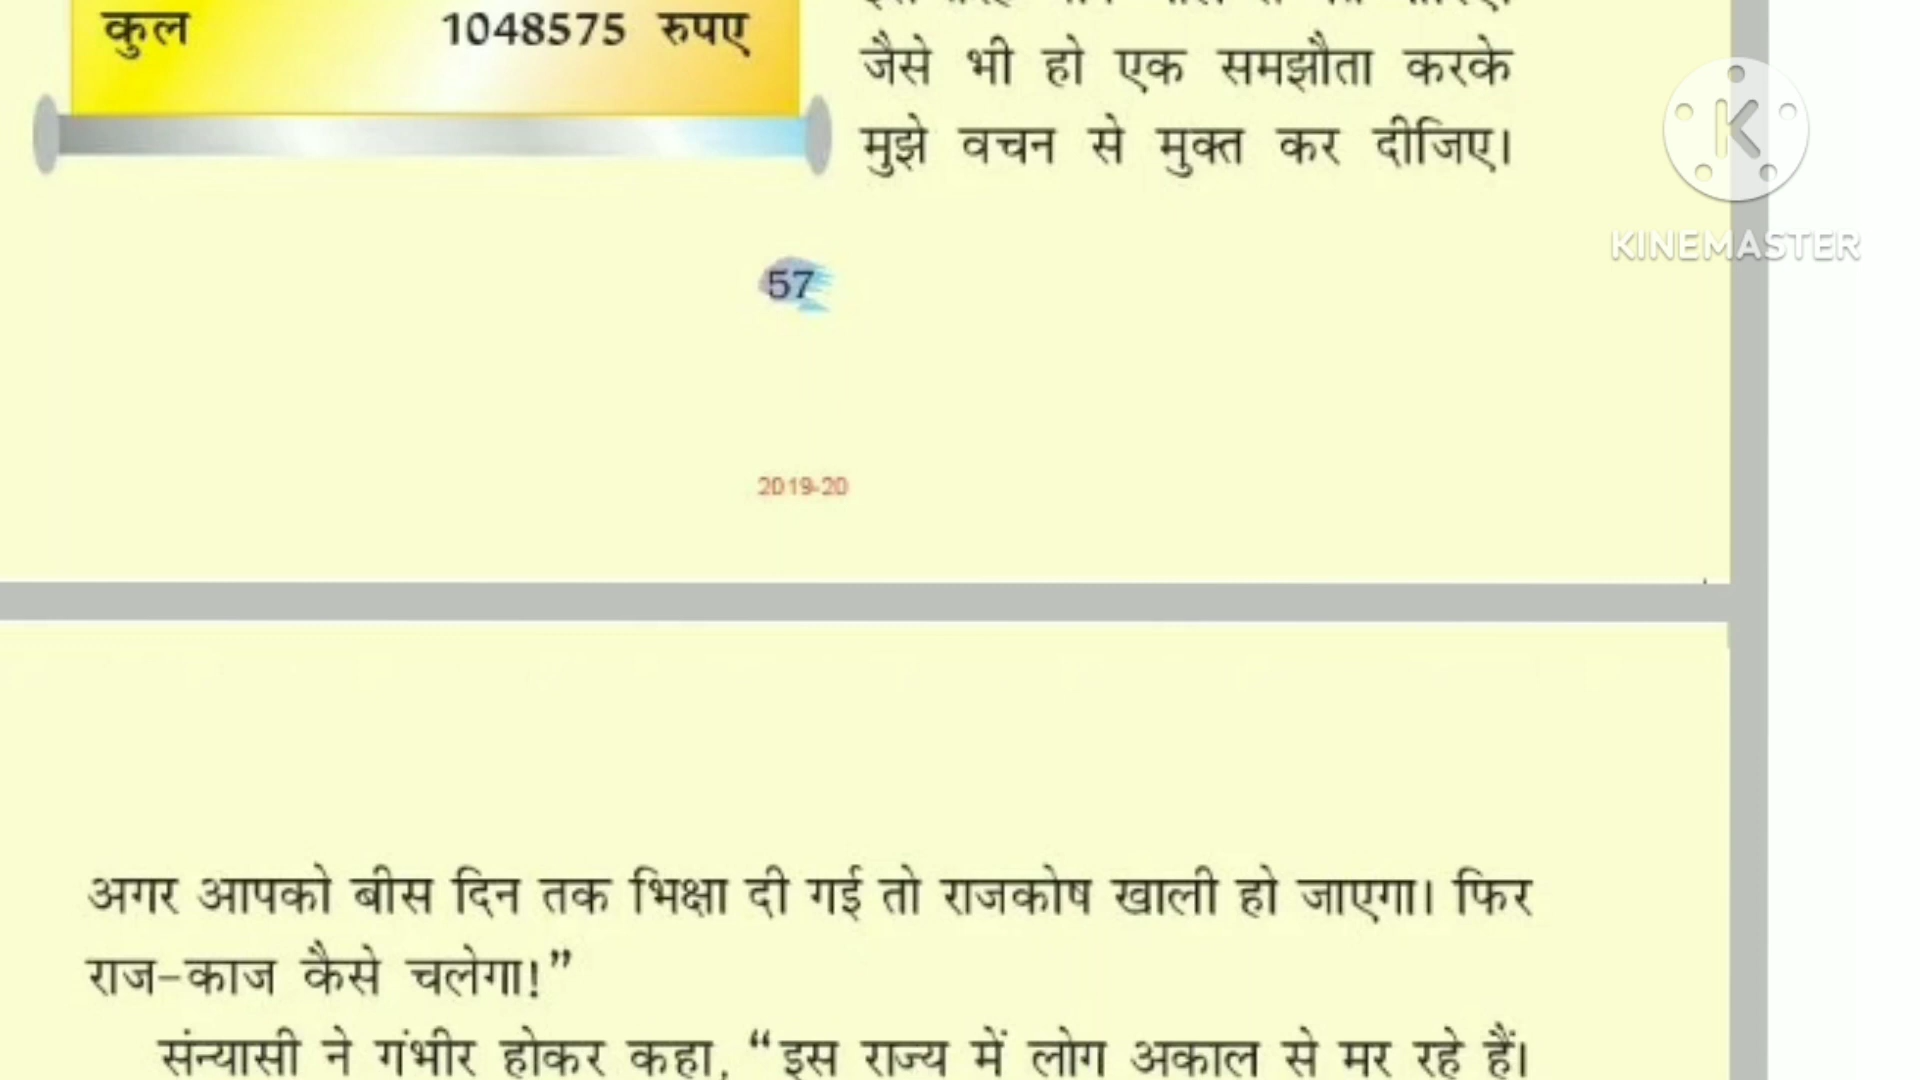 कुल 1048575 रुपए
जैसे भी हो एक समझौता करके
मुझे वचन से मुक्त कर दीजिए।
KINEMASTER
57
2019-20
अगर आपको बीस दिन तक भिक्षा दी गई तो राजकोष खाली हो जाएगा। फिर
राज-काज कैसे चलेगा!”
संन्यासी ने गंभीर होकर कहा, “इस राज्य में लोग अकाल से मर रहे हैं।